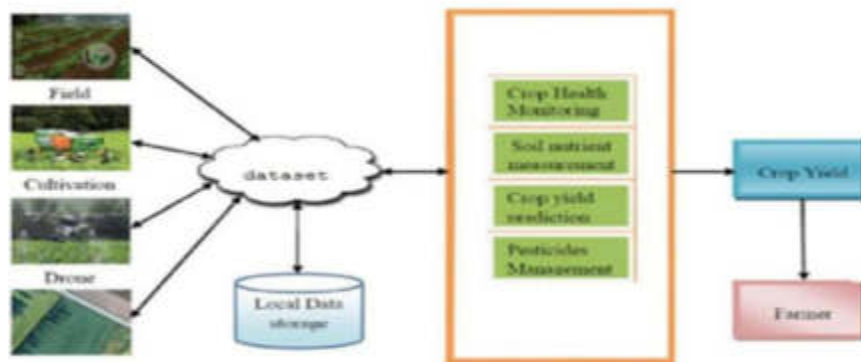 Field
Cultivation
Drone
dataset
Local Data
storage
Crop Health
Monitoring
Soil nutrient
measurement
Crop yield
prediction
Pesticides
Management
Crop Yield
Farmer